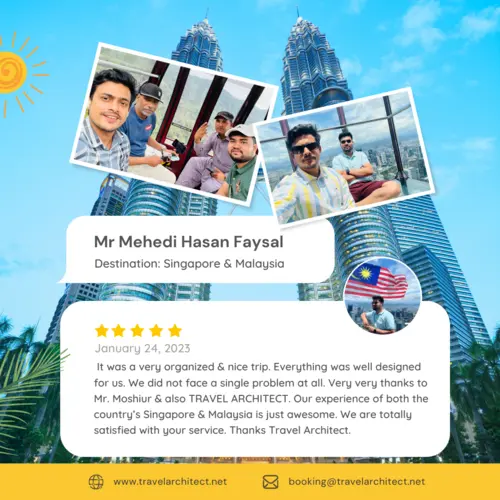 Mr Mehedi Hasan Faysal
Destination: Singapore & Malaysia
January 24, 2023
It was a very organized & nice trip. Everything was well designed
for us. We did not face a single problem at all. Very very thanks to
Mr. Moshiur & also TRAVEL ARCHITECT. Our experience of both the
country's Singapore & Malaysia is just awesome. We are totally
satisfied with your service. Thanks Travel Architect.
www.travelarchitect.net
booking@travelarchitect.net